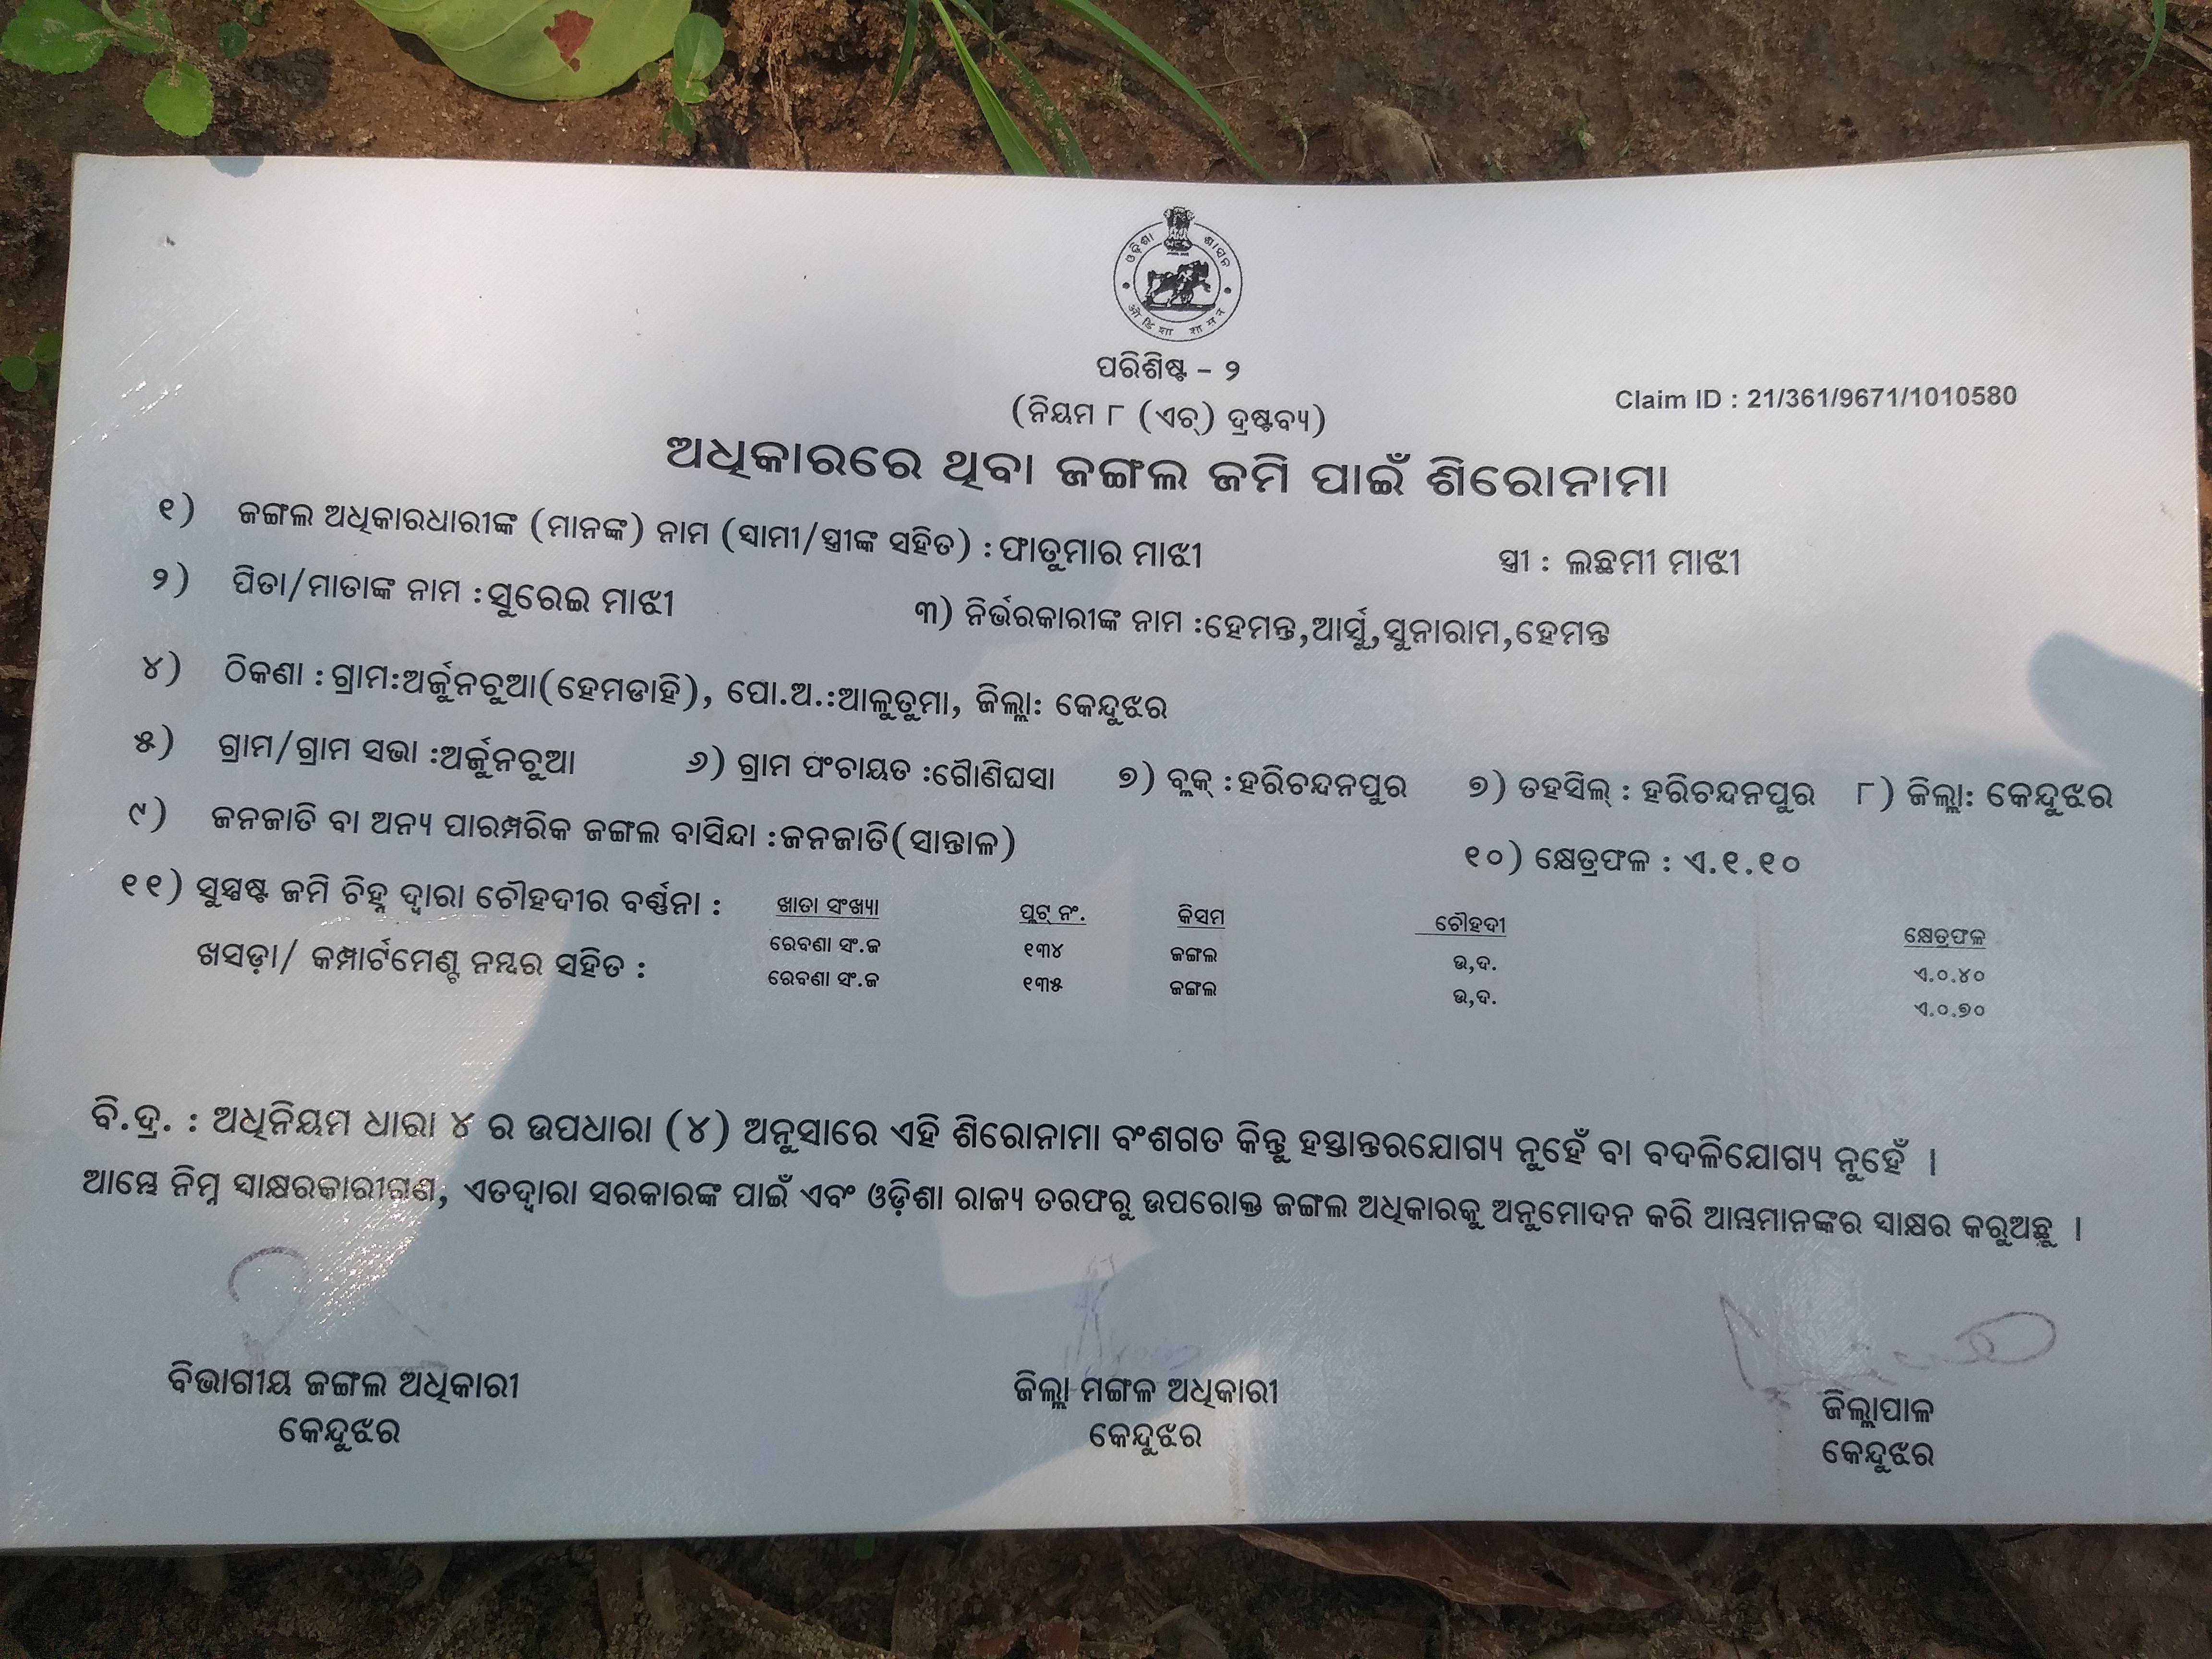 ଓଡ଼ିଶା ଶାସନ
ओडिशा शासन
ପରିଶିଷ୍ଟ - ୨
(ନିୟମ ୮ (ଏଚ୍) ଦ୍ରଷ୍ଟବ୍ୟ)
Claim ID : 21/361/9671/1010580
ଅଧିକାରରେ ଥିବା ଜଙ୍ଗଲ ଜମି ପାଇଁ ଶିରୋନାମା
୧) ଜଙ୍ଗଲ ଅଧିକାରଧାରୀଙ୍କ (ମାନଙ୍କ) ନାମ (ସ୍ୱାମୀ/ସ୍ତ୍ରୀଙ୍କ ସହିତ) : ଫାତୁମାର ମାଝୀ ସ୍ତ୍ରୀ : ଲଛମୀ ମାଝୀ
୨) ପିତା/ମାତାଙ୍କ ନାମ : ସୁରେଇ ମାଝୀ ୩) ନିର୍ଭରକାରୀଙ୍କ ନାମ : ହେମନ୍ତ,ଆର୍ସୁ,ସୁନାରାମ,ହେମନ୍ତ
୪) ଠିକଣା : ଗ୍ରାମ:ଅର୍ଜୁନଚୁଆ(ହେମଡାହି), ପୋ.ଅ.:ଆଳୁତୁମା, ଜିଲ୍ଲା: କେନ୍ଦୁଝର
୫) ଗ୍ରାମ/ଗ୍ରାମ ସଭା :ଅର୍ଜୁନଚୁଆ ୬) ଗ୍ରାମ ପଂଚାୟତ :ଗୌଣିଘସା ୭) ବ୍ଲକ୍ : ହରିଚନ୍ଦନପୁର ୭) ତହସିଲ୍ : ହରିଚନ୍ଦନପୁର ୮) ଜିଲ୍ଲା: କେନ୍ଦୁଝର
୯) ଜନଜାତି ବା ଅନ୍ୟ ପାରମ୍ପରିକ ଜଙ୍ଗଲ ବାସିନ୍ଦା :ଜନଜାତି(ସାନ୍ତାଳ) ୧୦) କ୍ଷେତ୍ରଫଳ : ଏ.୧.୧୦
୧୧) ସୁସ୍ପଷ୍ଟ ଜମି ଚିହ୍ନ ଦ୍ୱାରା ଚୌହଦୀର ବର୍ଣ୍ଣନା :
ଖସଡ଼ା/ କମ୍ପାର୍ଟମେଣ୍ଟ ନମ୍ବର ସହିତ :
ଖାତା ସଂଖ୍ୟା ପ୍ଲଟ୍ ନଂ. କିସମ ଚୌହଦୀ କ୍ଷେତ୍ରଫଳ
ରେବଣା ସଂ.ଜ ୧୩୪ ଜଙ୍ଗଲ ଉ,ଦ. ଏ.୦.୪୦
ରେବଣା ସଂ.ଜ ୧୩୫ ଜଙ୍ଗଲ ଉ,ଦ. ଏ.୦.୭୦
ବି.ଦ୍ର. : ଅଧିନିୟମ ଧାରା ୪ ର ଉପଧାରା (୪) ଅନୁସାରେ ଏହି ଶିରୋନାମା ବଂଶଗତ କିନ୍ତୁ ହସ୍ତାନ୍ତରଯୋଗ୍ୟ ନୁହେଁ ବା ବଦଳିଯୋଗ୍ୟ ନୁହେଁ ।
ଆମ୍ଭେ ନିମ୍ନ ସ୍ୱାକ୍ଷରକାରୀଗଣ, ଏତଦ୍ୱାରା ସରକାରଙ୍କ ପାଇଁ ଏବଂ ଓଡ଼ିଶା ରାଜ୍ୟ ତରଫରୁ ଉପରୋକ୍ତ ଜଙ୍ଗଲ ଅଧିକାରକୁ ଅନୁମୋଦନ କରି ଆମ୍ଭମାନଙ୍କର ସ୍ୱାକ୍ଷର କରୁଅଛୁ ।
ବିଭାଗୀୟ ଜଙ୍ଗଲ ଅଧିକାରୀ
କେନ୍ଦୁଝର
ଜିଲ୍ଲା ମଙ୍ଗଳ ଅଧିକାରୀ
କେନ୍ଦୁଝର
ଜିଲ୍ଲାପାଳ
କେନ୍ଦୁଝର